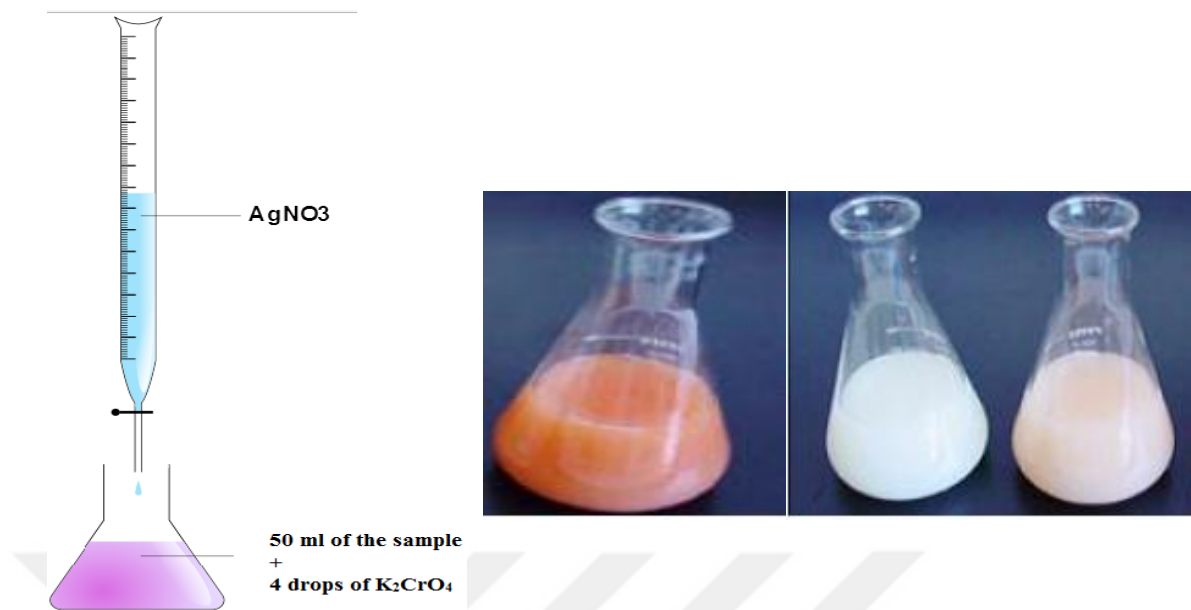 AgNO3
50 ml of the sample
+
4 drops of K₂CrO₄